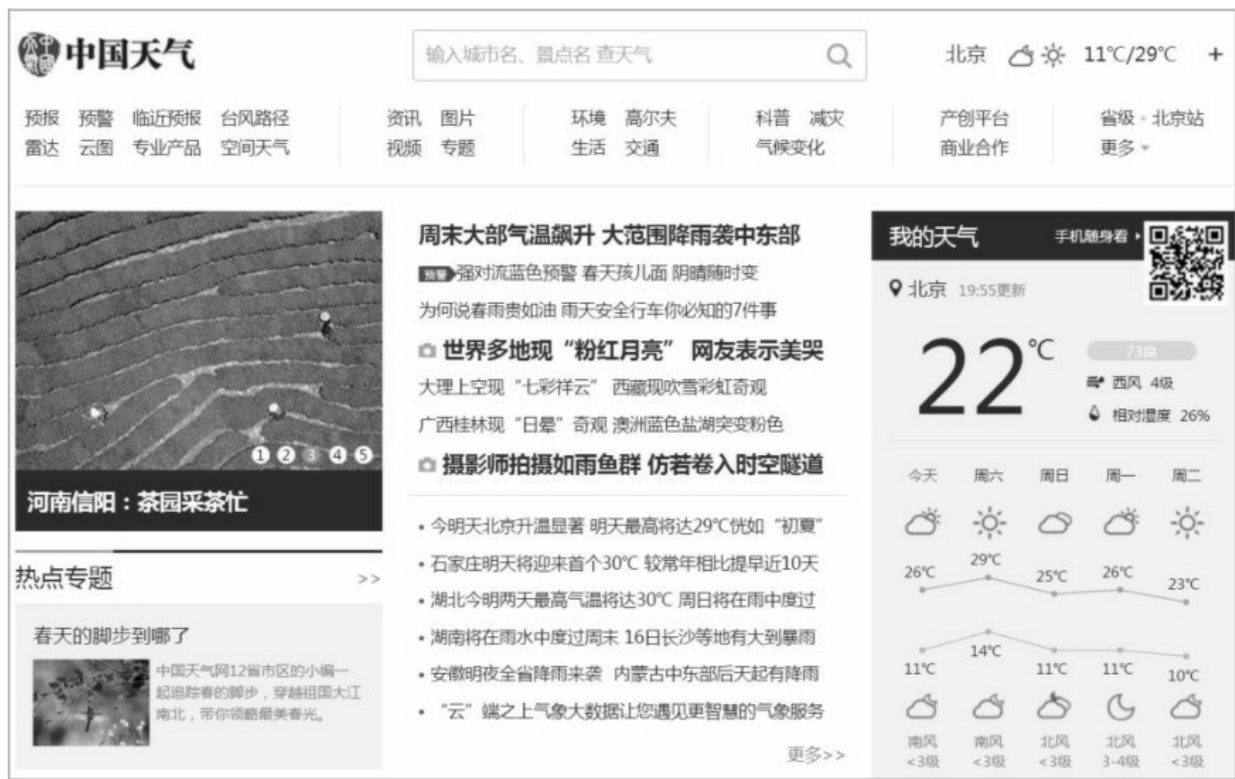 中国天气
输入城市名、景点名 查天气
北京 11℃/29℃ +
预报 预警 临近预报 台风路径
雷达 云图 专业产品 空间天气
资讯 图片
视频 专题
环境 高尔夫
生活 交通
科普 减灾
气候变化
产创平台
商业合作
省级 北京站
更多
1 2 3 4 5
河南信阳：茶园采茶忙
热点专题 >>
春天的脚步到哪了
中国天气网12省市区的小编一
起追踪春的脚步，穿越祖国大江
南北，带你领略最美春光。
周末大部气温飙升 大范围降雨袭中东部
预警 强对流蓝色预警 春天孩儿面 阴晴随时变
为何说春雨贵如油 雨天安全行车你必知的7件事
世界多地现“粉红月亮” 网友表示美哭
大理上空现“七彩祥云” 西藏现吹雪彩虹奇观
广西桂林现“日晕”奇观 澳洲蓝色盐湖突变粉色
摄影师拍摄如雨鱼群 仿若卷入时空隧道
• 今明天北京升温显著 明天最高将达29℃恍如“初夏”
• 石家庄明天将迎来首个30℃ 较常年相比提早近10天
• 湖北今明两天最高气温将达30℃ 周日将在雨中度过
• 湖南将在雨水中度过周末 16日长沙等地有大到暴雨
• 安徽明夜全省降雨来袭 内蒙古中东部后天起有降雨
• “云”端之上气象大数据让您遇见更智慧的气象服务
更多>>
我的天气 手机随身看
北京 19:55更新
22℃
73良
西风 4级
相对湿度 26%
今天 周六 周日 周一 周二
26℃ 29℃ 25℃ 26℃ 23℃
11℃ 14℃ 11℃ 11℃ 10℃
南风 南风 北风 北风 北风
<3级 <3级 <3级 3-4级 <3级